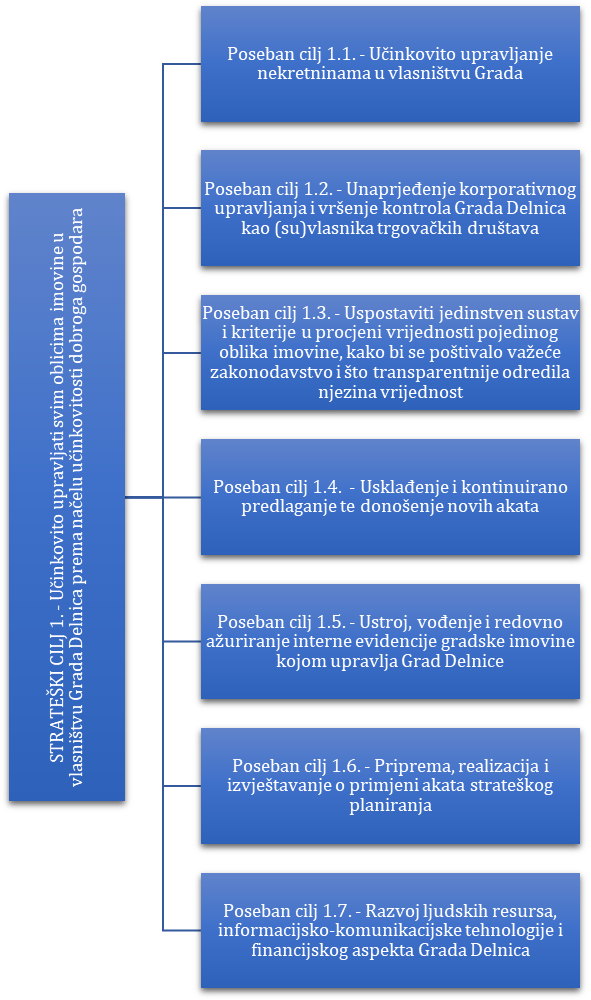 STRATEŠKI CILJ 1. - Učinkovito upravljati svim oblicima imovine u
vlasništvu Grada Delnica prema načelu učinkovitosti dobroga gospodara
Poseban cilj 1.1. - Učinkovito upravljanje
nekretninama u vlasništvu Grada
Poseban cilj 1.2. - Unaprjeđenje korporativnog
upravljanja i vršenje kontrola Grada Delnica
kao (su)vlasnika trgovačkih društava
Poseban cilj 1.3. - Uspostaviti jedinstven sustav
i kriterije u procjeni vrijednosti pojedinog
oblika imovine, kako bi se poštivalo važeće
zakonodavstvo i što transparentnije odredila
njezina vrijednost
Poseban cilj 1.4.  - Usklađenje i kontinuirano
predlaganje te donošenje novih akata
Poseban cilj 1.5. - Ustroj, vođenje i redovno
ažuriranje interne evidencije gradske imovine
kojom upravlja Grad Delnice
Poseban cilj 1.6. - Priprema, realizacija i
izvještavanje o primjeni akata strateškog
planiranja
Poseban cilj 1.7. - Razvoj ljudskih resursa,
informacijsko-komunikacijske tehnologije i
financijskog aspekta Grada Delnica